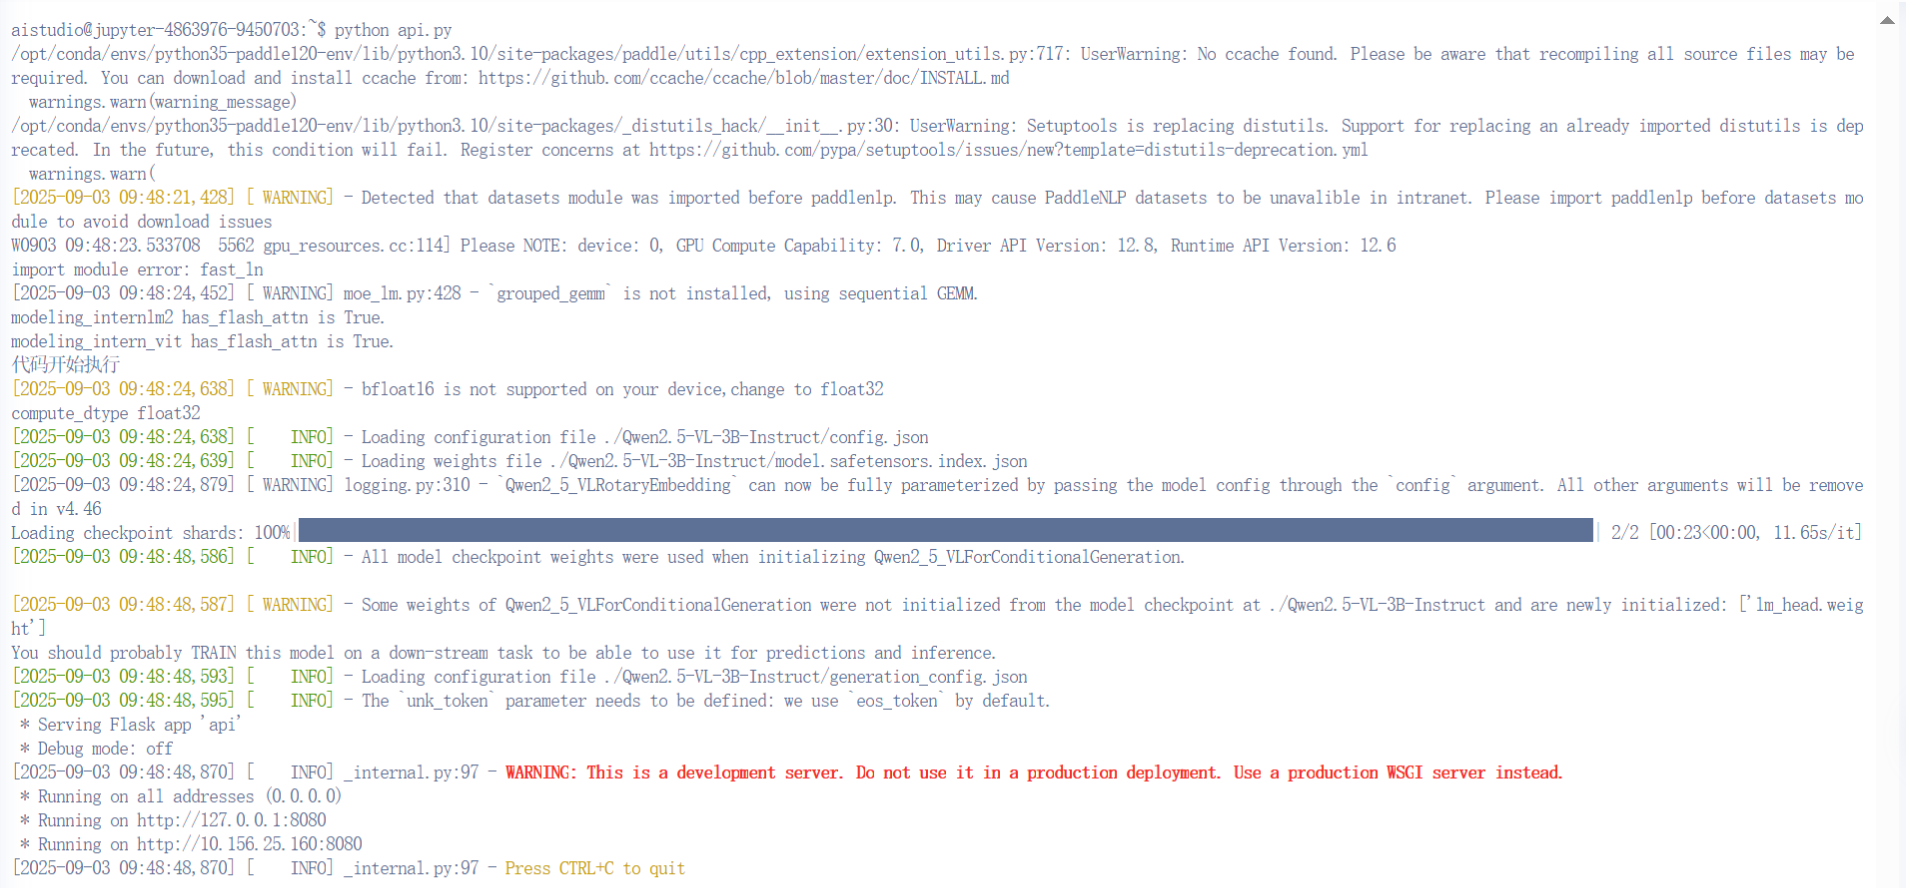 aistudio@jupyter-4863976-9450703:~$ python api.py
/opt/conda/envs/python35-paddle120-env/lib/python3.10/site-packages/paddle/utils/cpp_extension/extension_utils.py:717: UserWarning: No ccache found. Please be aware that recompiling all source files may be
required. You can download and install ccache from: https://github.com/ccache/ccache/blob/master/doc/INSTALL.md
  warnings.warn(warning_message)
/opt/conda/envs/python35-paddle120-env/lib/python3.10/site-packages/_distutils_hack/__init__.py:30: UserWarning: Setuptools is replacing distutils. Support for replacing an already imported distutils is dep
recated. In the future, this condition will fail. Register concerns at https://github.com/pypa/setuptools/issues/new?template=distutils-deprecation.yml
  warnings.warn(
[2025-09-03 09:48:21,428] [ WARNING] - Detected that datasets module was imported before paddlenlp. This may cause PaddleNLP datasets to be unavalible in intranet. Please import paddlenlp before datasets mo
dule to avoid download issues
W0903 09:48:23.533708  5562 gpu_resources.cc:114] Please NOTE: device: 0, GPU Compute Capability: 7.0, Driver API Version: 12.8, Runtime API Version: 12.6
import module error: fast_ln
[2025-09-03 09:48:24,452] [ WARNING] moe_lm.py:428 - `grouped_gemm` is not installed, using sequential GEMM.
modeling_internlm2 has_flash_attn is True.
modeling_intern_vit has_flash_attn is True.
代码开始执行
[2025-09-03 09:48:24,638] [ WARNING] - bfloat16 is not supported on your device,change to float32
compute_dtype float32
[2025-09-03 09:48:24,638] [    INFO] - Loading configuration file ./Qwen2.5-VL-3B-Instruct/config.json
[2025-09-03 09:48:24,639] [    INFO] - Loading weights file ./Qwen2.5-VL-3B-Instruct/model.safetensors.index.json
[2025-09-03 09:48:24,879] [ WARNING] logging.py:310 - `Qwen2_5_VLRotaryEmbedding` can now be fully parameterized by passing the model config through the `config` argument. All other arguments will be remove
d in v4.46
Loading checkpoint shards: 100%| | 2/2 [00:23<00:00, 11.65s/it]
[2025-09-03 09:48:48,586] [    INFO] - All model checkpoint weights were used when initializing Qwen2_5_VLForConditionalGeneration.
[2025-09-03 09:48:48,587] [ WARNING] - Some weights of Qwen2_5_VLForConditionalGeneration were not initialized from the model checkpoint at ./Qwen2.5-VL-3B-Instruct and are newly initialized: ['lm_head.weig
ht']
You should probably TRAIN this model on a down-stream task to be able to use it for predictions and inference.
[2025-09-03 09:48:48,593] [    INFO] - Loading configuration file ./Qwen2.5-VL-3B-Instruct/generation_config.json
[2025-09-03 09:48:48,595] [    INFO] - The `unk_token` parameter needs to be defined: we use `eos_token` by default.
 * Serving Flask app 'api'
 * Debug mode: off
[2025-09-03 09:48:48,870] [    INFO] _internal.py:97 - WARNING: This is a development server. Do not use it in a production deployment. Use a production WSGI server instead.
 * Running on all addresses (0.0.0.0)
 * Running on http://127.0.0.1:8080
 * Running on http://10.156.25.160:8080
[2025-09-03 09:48:48,870] [    INFO] _internal.py:97 - Press CTRL+C to quit